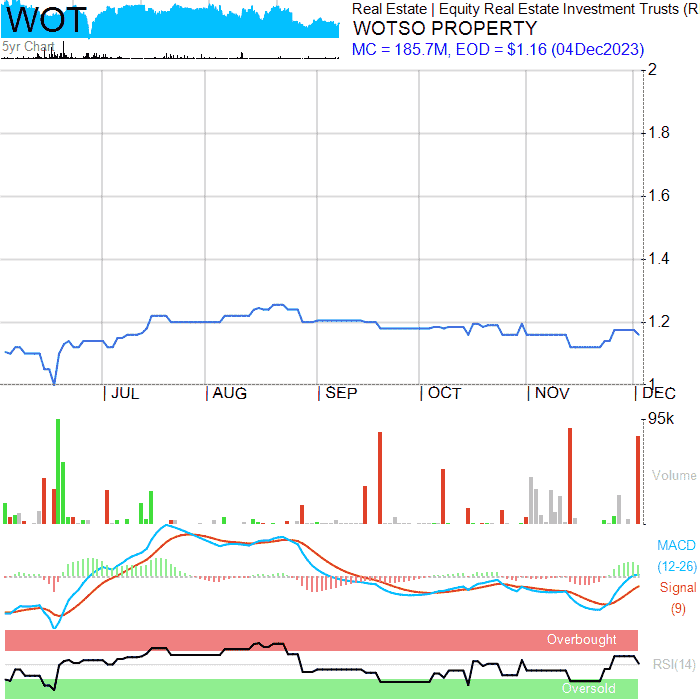 WOT
5yr Chart
Real Estate | Equity Real Estate Investment Trusts (R
WOTSO PROPERTY
MC = 185.7M, EOD = $1.16 (04Dec2023)
2
1.8
1.6
1.4
1.2
1
JUL AUG SEP OCT NOV DEC
95k
Volume
MACD
(12-26)
Signal
(9)
Overbought
RSI(14)
Oversold